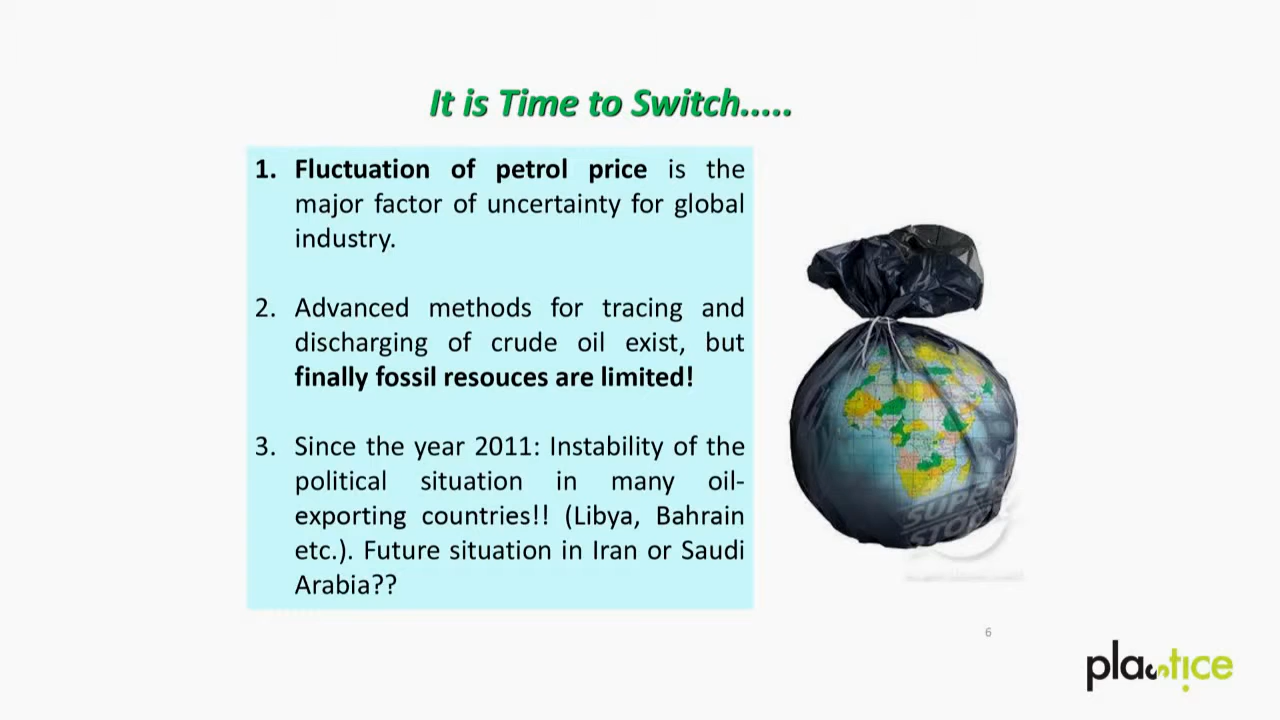 It is Time to Switch.....
1. Fluctuation of petrol price is the
major factor of uncertainty for global
industry.
2. Advanced methods for tracing and
discharging of crude oil exist, but
finally fossil resouces are limited!
3. Since the year 2011: Instability of the
political situation in many oil-
exporting countries!! (Libya, Bahrain
etc.). Future situation in Iran or Saudi
Arabia??
SUPER
STOCK
6
plastice